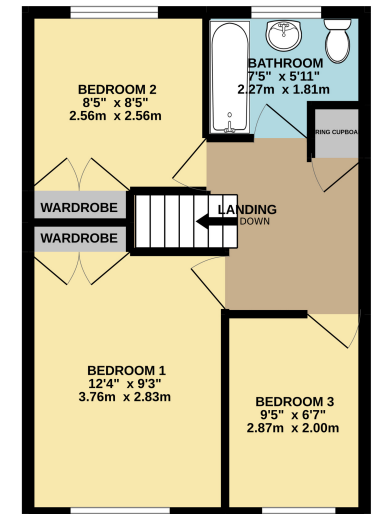 BATHROOM
7'5" x 5'11"
2.27m x 1.81m
BEDROOM 2
8'5" x 8'5"
2.56m x 2.56m
RING CUPBOA
WARDROBE
LANDING
DOWN
WARDROBE
BEDROOM 1
12'4" x 9'3"
3.76m x 2.83m
BEDROOM 3
9'5" x 6'7"
2.87m x 2.00m